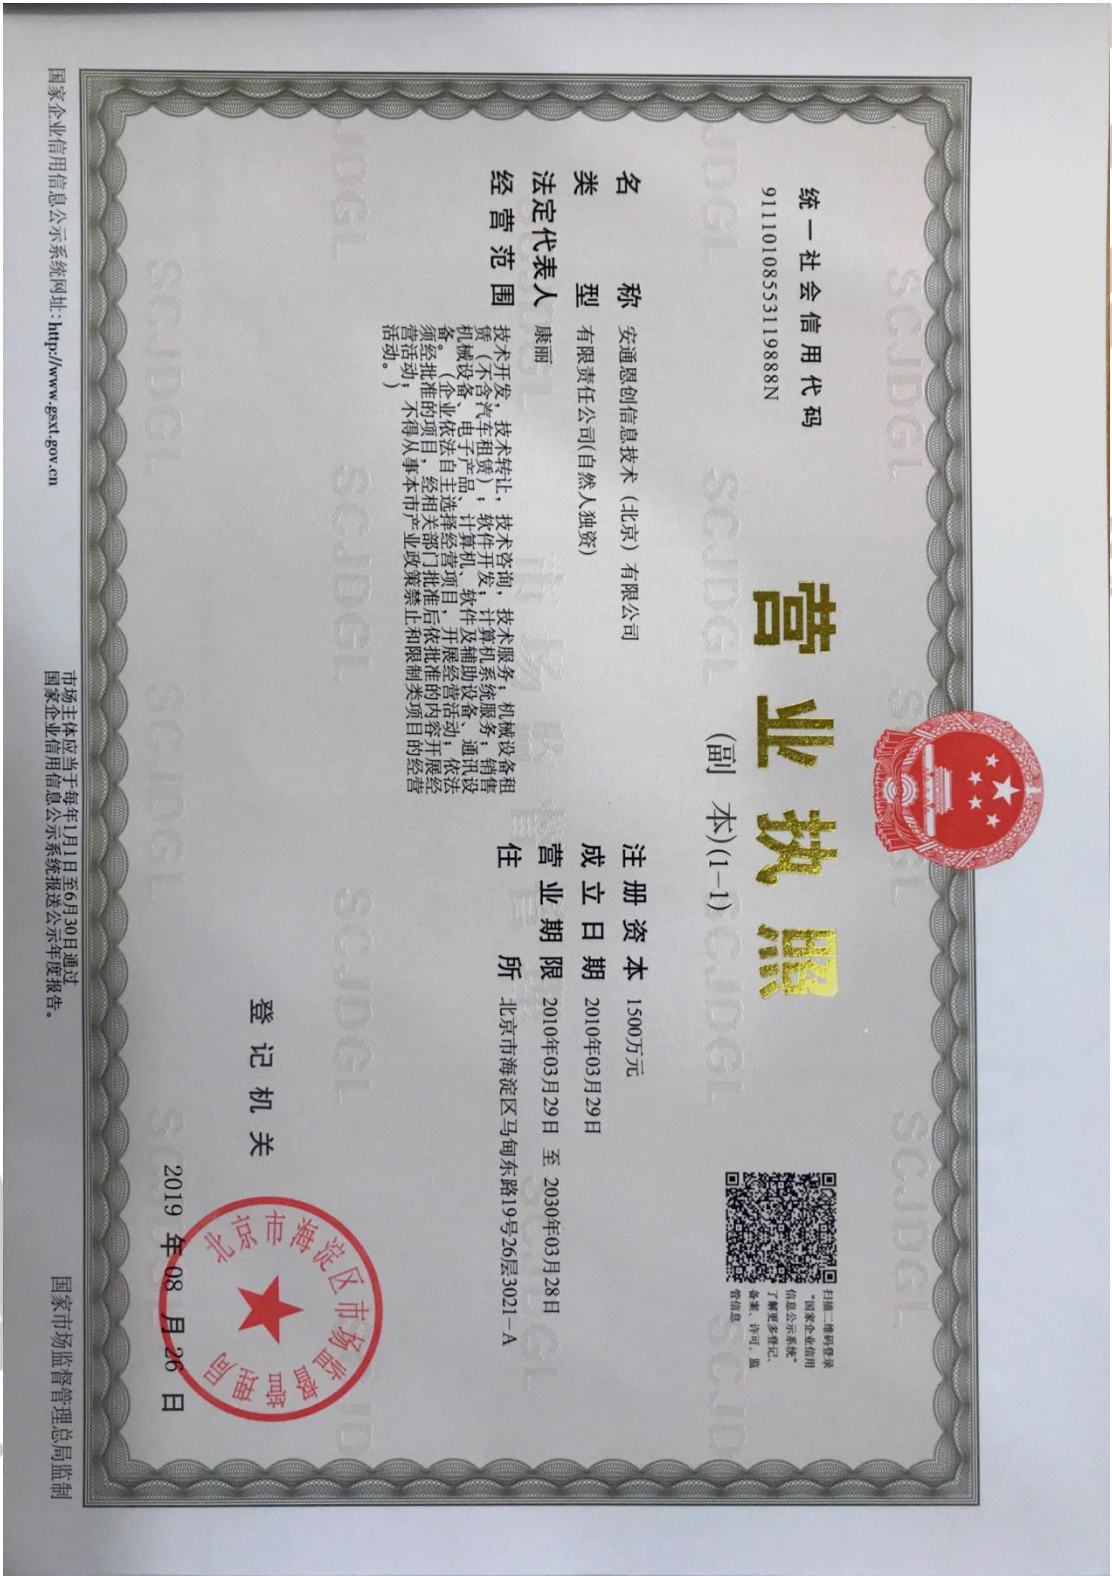 统一社会信用代码
91110108553119888N
营业执照
(副 本)(1-1)
扫描二维码登录
“国家企业信用
信息公示系统”
了解更多登记、
备案、许可、监
管信息
名 称 安通恩创信息技术（北京）有限公司
类 型 有限责任公司(自然人独资)
法定代表人 康丽
经营范围 技术开发，技术转让，技术咨询，技术服务；机械设备租
赁（不含汽车租赁）；软件开发；计算机系统服务；销售
机械设备、电子产品、计算机、软件及辅助设备、通讯设
备。（企业依法自主选择经营项目，开展经营活动；依法
须经批准的项目，经相关部门批准后依批准的内容开展经
营活动；不得从事本市产业政策禁止和限制类项目的经营
活动。）
注册资本 1500万元
成立日期 2010年03月29日
营业期限 2010年03月29日 至 2030年03月28日
住 所 北京市海淀区马甸东路19号26层3021-A
登记机关
北京市海淀区市场监督管理局
2019 年 08 月 26 日
国家企业信用信息公示系统网址：http://www.gsxt.gov.cn
市场主体应当于每年1月1日至6月30日通过
国家企业信用信息公示系统报送公示年度报告。
国家市场监督管理总局监制